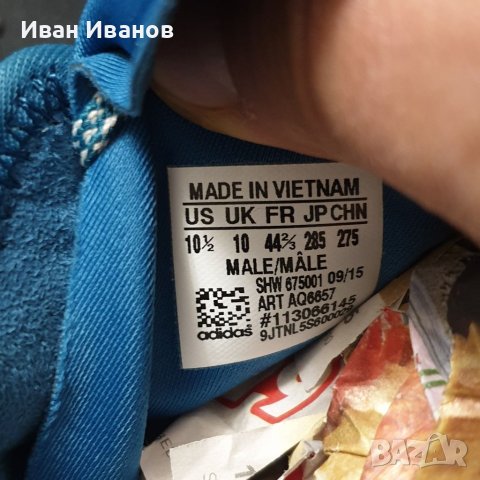 Иван Иванов
MADE IN VIETNAM
US UK FR JP CHN
10½ 10 44⅔ 285 275
MALE/MÂLE
SHW 675001 09/15
ART AQ6657
#113066145
adidas
BAZAR